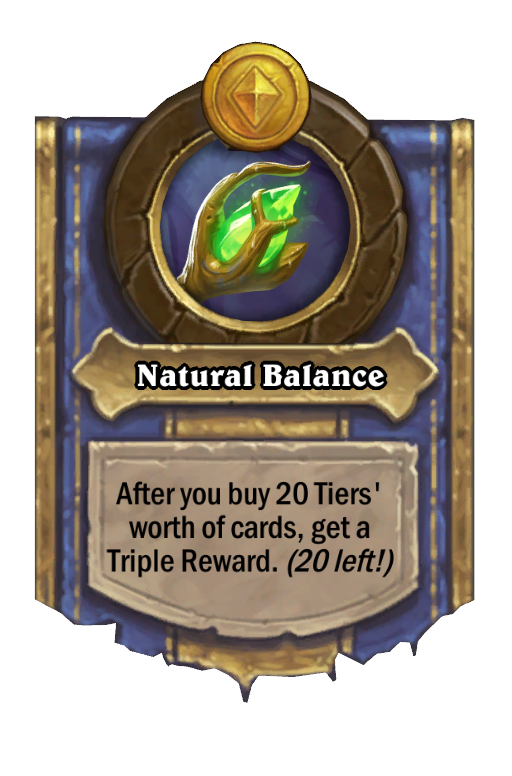 Natural Balance
After you buy 20 Tiers'
worth of cards, get a
Triple Reward. (20 left!)